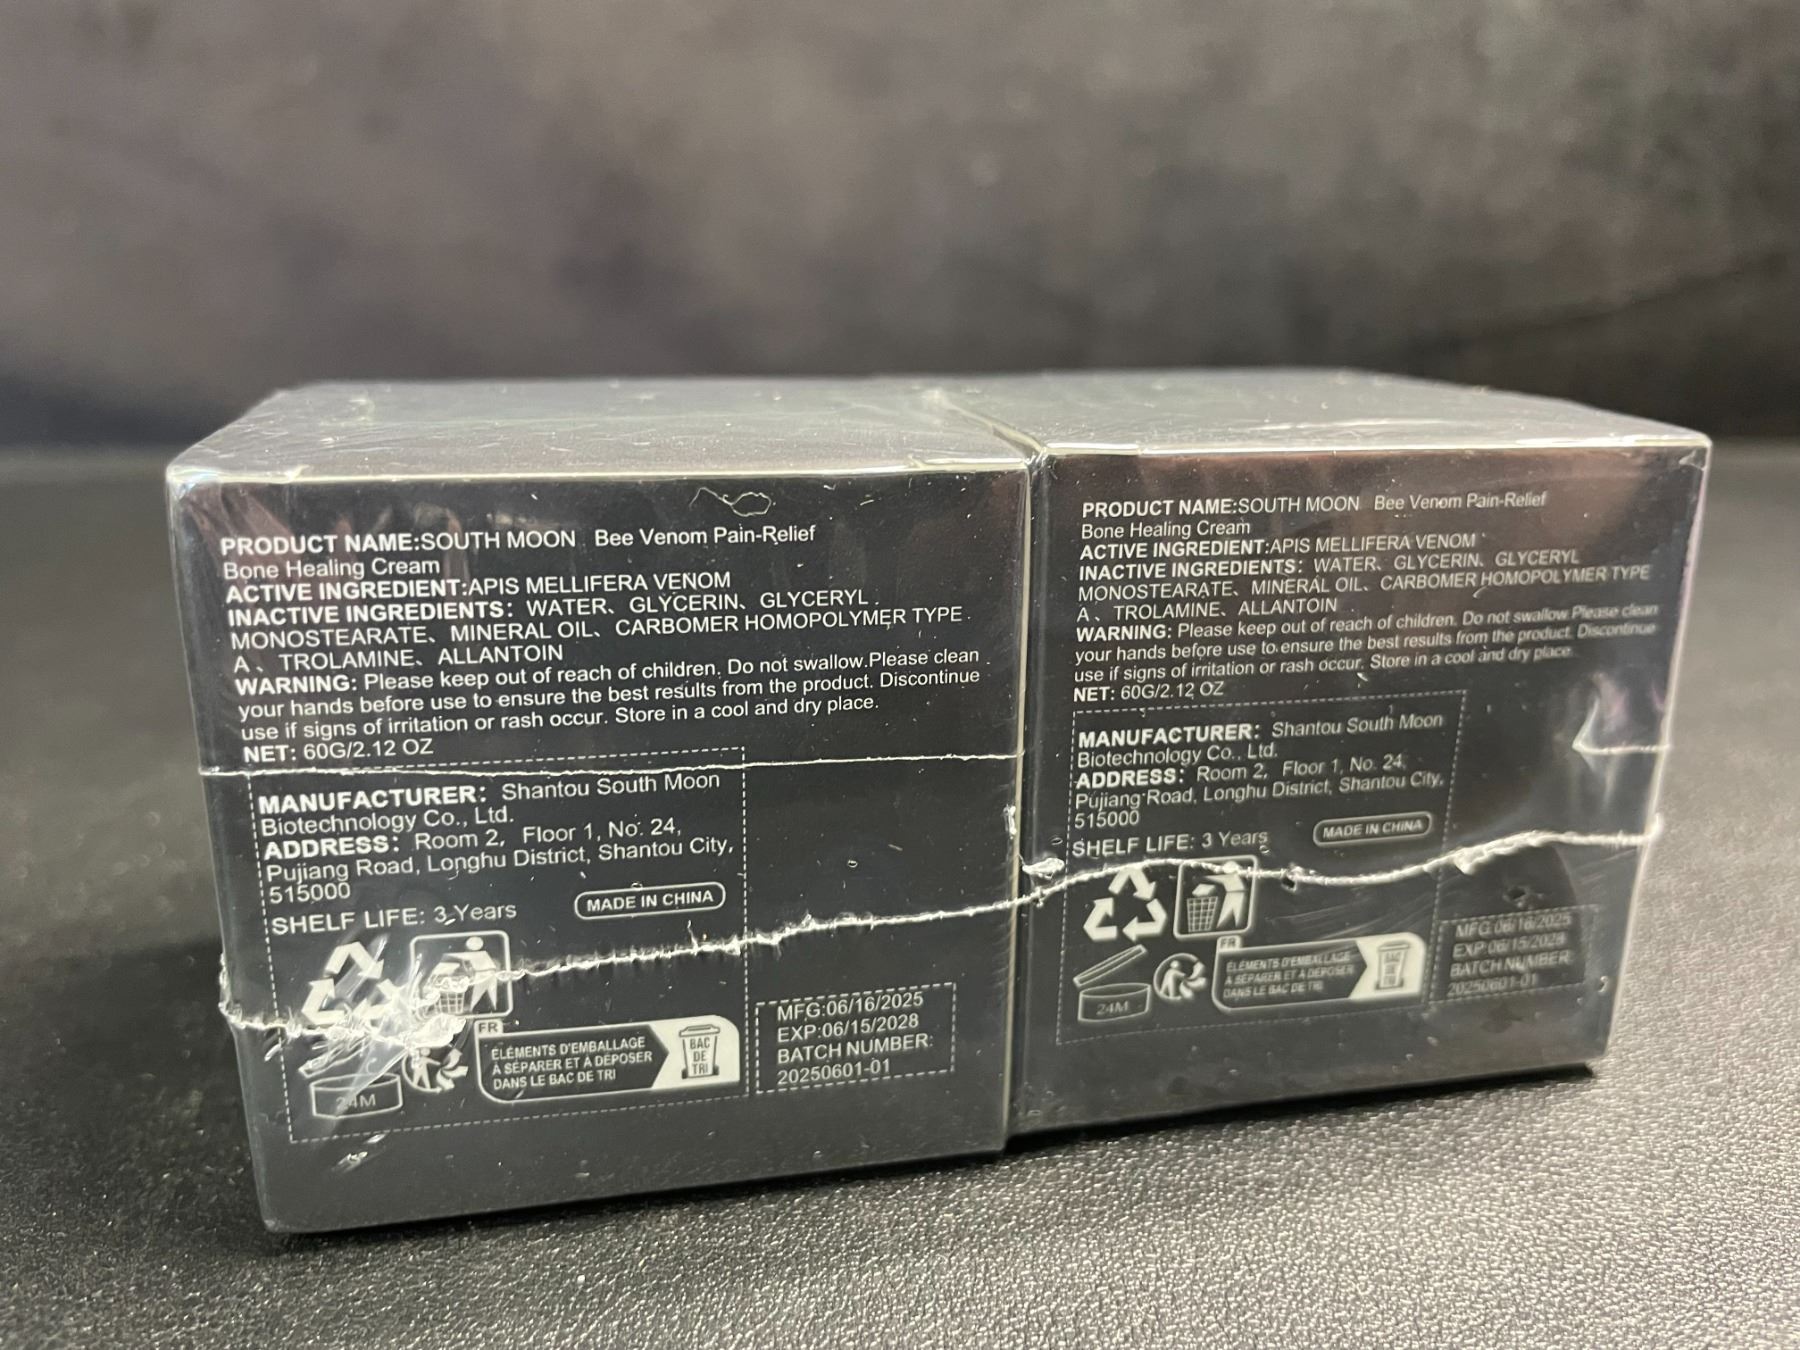 PRODUCT NAME:SOUTH MOON Bee Venom Pain-Relief
Bone Healing Cream
ACTIVE INGREDIENT:APIS MELLIFERA VENOM
INACTIVE INGREDIENTS: WATER、GLYCERIN、GLYCERYL
MONOSTEARATE、MINERAL OIL、CARBOMER HOMOPOLYMER TYPE
A、TROLAMINE、ALLANTOIN
WARNING: Please keep out of reach of children. Do not swallow.Please clean
your hands before use to ensure the best results from the product. Discontinue
use if signs of irritation or rash occur. Store in a cool and dry place.
NET: 60G/2.12 OZ
MANUFACTURER: Shantou South Moon
Biotechnology Co., Ltd.
ADDRESS: Room 2, Floor 1, No. 24,
Pujiang Road, Longhu District, Shantou City,
515000
SHELF LIFE: 3 Years
MADE IN CHINA
24M
FR
ÉLÉMENTS D'EMBALLAGE
À SÉPARER ET À DÉPOSER
DANS LE BAC DE TRI
BAC
DE
TRI
MFG:06/16/2025
EXP:06/15/2028
BATCH NUMBER:
20250601-01
PRODUCT NAME:SOUTH MOON Bee Venom Pain-Relief
Bone Healing Cream
ACTIVE INGREDIENT:APIS MELLIFERA VENOM
INACTIVE INGREDIENTS: WATER、GLYCERIN、GLYCERYL
MONOSTEARATE、MINERAL OIL、CARBOMER HOMOPOLYMER TYPE
A、TROLAMINE、ALLANTOIN
WARNING: Please keep out of reach of children. Do not swallow.Please clean
your hands before use to ensure the best results from the product. Discontinue
use if signs of irritation or rash occur. Store in a cool and dry place.
NET: 60G/2.12 OZ
MANUFACTURER: Shantou South Moon
Biotechnology Co., Ltd.
ADDRESS: Room 2, Floor 1, No. 24,
Pujiang Road, Longhu District, Shantou City,
515000
SHELF LIFE: 3 Years
MADE IN CHINA
24M
FR
ÉLÉMENTS D'EMBALLAGE
À SÉPARER ET À DÉPOSER
DANS LE BAC DE TRI
MFG:06/16/2025
EXP:06/15/2028
BATCH NUMBER:
20250601-01